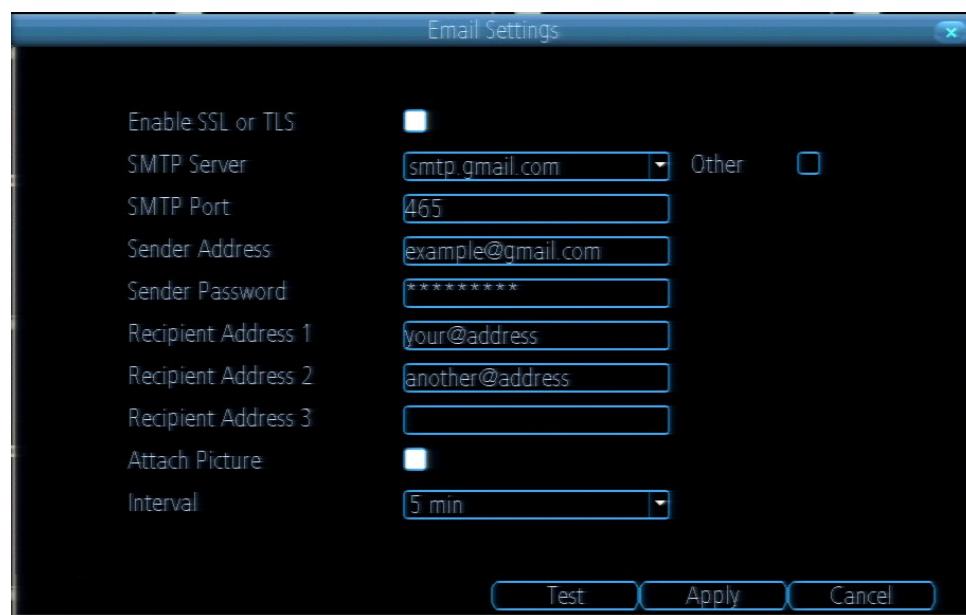 Email Settings
Enable SSL or TLS
SMTP Server smtp.gmail.com Other
SMTP Port 465
Sender Address example@gmail.com
Sender Password *********
Recipient Address 1 your@address
Recipient Address 2 another@address
Recipient Address 3
Attach Picture
Interval 5 min
Test Apply Cancel